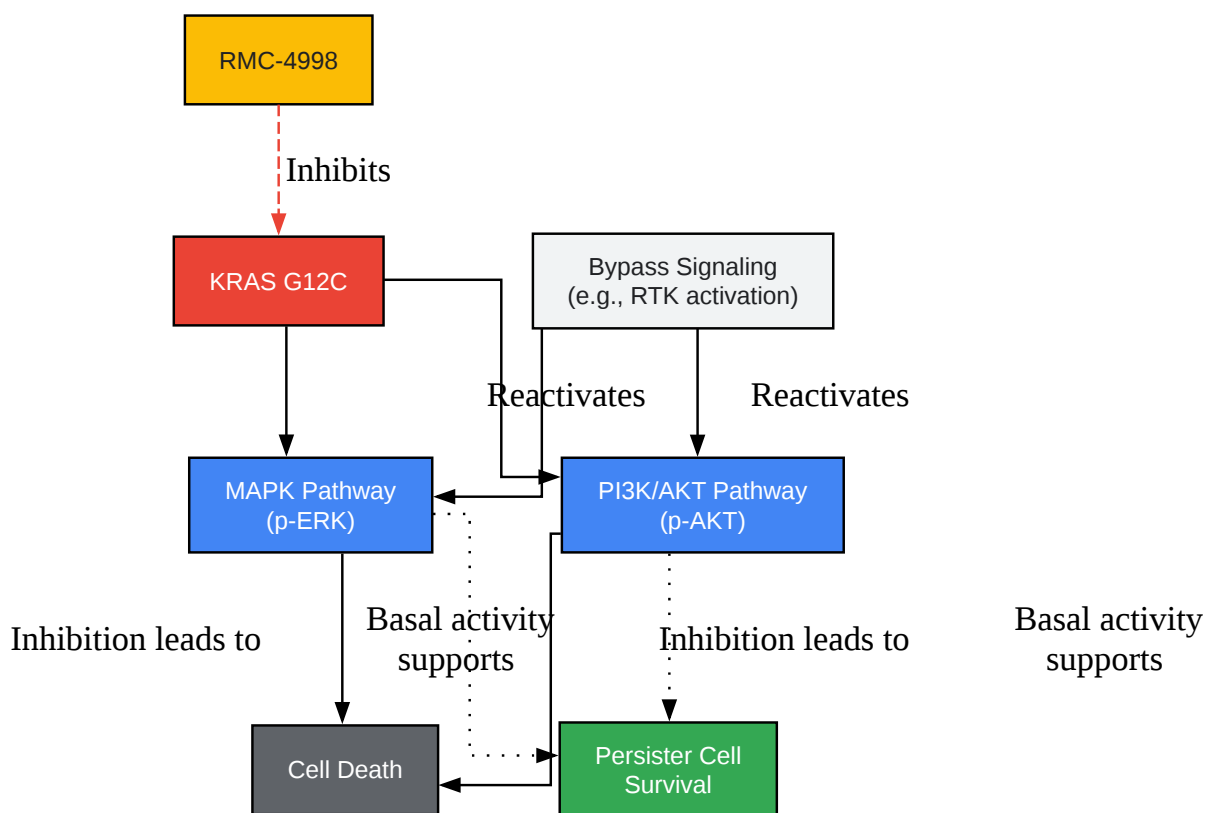 RMC-4998
Inhibits
KRAS G12C
Bypass Signaling
(e.g., RTK activation)
Reactivates
Reactivates
MAPK Pathway
(p-ERK)
PI3K/AKT Pathway
(p-AKT)
Inhibition leads to
Basal activity
supports
Inhibition leads to
Basal activity
supports
Cell Death
Persister Cell
Survival